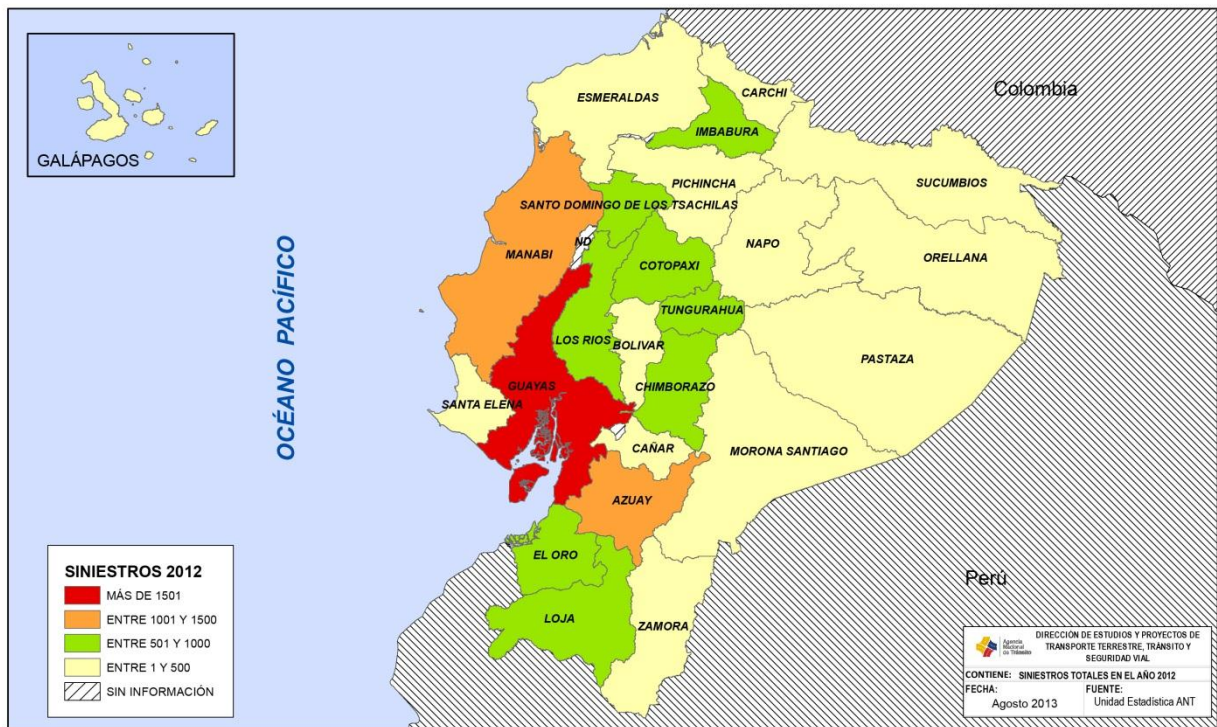 GALÁPAGOS
OCÉANO PACÍFICO
Colombia
Perú
ESMERALDAS
CARCHI
IMBABURA
PICHINCHA
SUCUMBIOS
SANTO DOMINGO DE LOS TSACHILAS
NAPO
ORELLANA
MANABI
ND
COTOPAXI
TUNGURAHUA
LOS RIOS
BOLIVAR
PASTAZA
CHIMBORAZO
GUAYAS
SANTA ELENA
CAÑAR
MORONA SANTIAGO
AZUAY
EL ORO
LOJA
ZAMORA
SINIESTROS 2012
MÁS DE 1501
ENTRE 1001 Y 1500
ENTRE 501 Y 1000
ENTRE 1 Y 500
SIN INFORMACIÓN
Agencia
Nacional
de Tránsito
DIRECCIÓN DE ESTUDIOS Y PROYECTOS DE
TRANSPORTE TERRESTRE, TRÁNSITO Y
SEGURIDAD VIAL
CONTIENE: SINIESTROS TOTALES EN EL AÑO 2012
FECHA:
Agosto 2013
FUENTE:
Unidad Estadística ANT